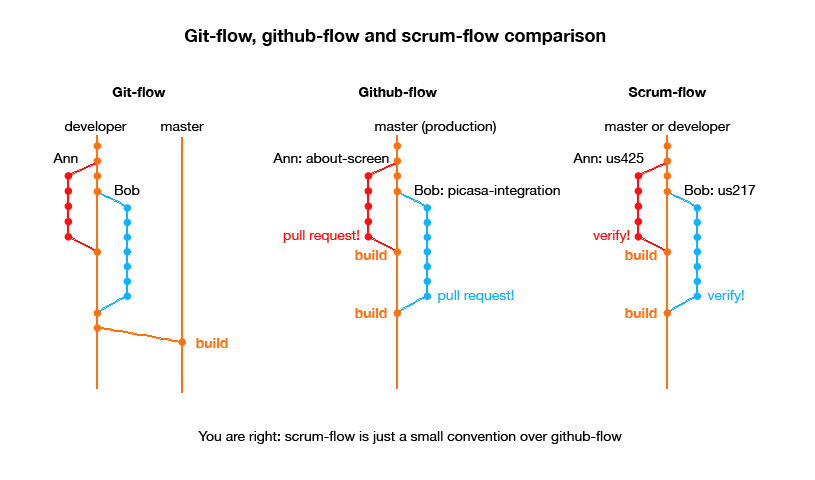 Git-flow, github-flow and scrum-flow comparison
Git-flow
developer
master
Ann
Bob
build
Github-flow
master (production)
Ann: about-screen
Bob: picasa-integration
pull request!
build
pull request!
build
Scrum-flow
master or developer
Ann: us425
Bob: us217
verify!
build
verify!
build
You are right: scrum-flow is just a small convention over github-flow